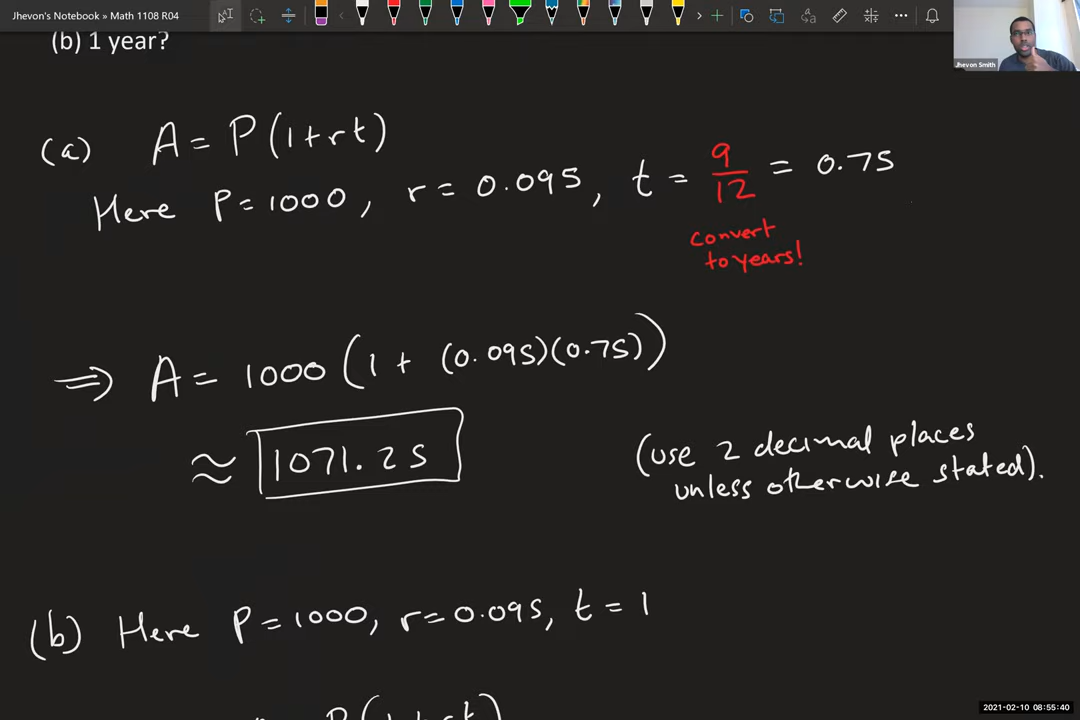 Jhevon's Notebook » Math 1108 R04
(b) 1 year?
Jhevon Smith
(a) A = P(1+rt)
Here P = 1000, r = 0.095, t = 9/12 = 0.75
convert
to years!
⇒ A = 1000 (1 + (0.095)(0.75))
≈ 1071.25
(use 2 decimal places
unless otherwise stated).
(b) Here P = 1000, r = 0.095, t = 1
P(1+rt)
2021-02-10 08:55:40